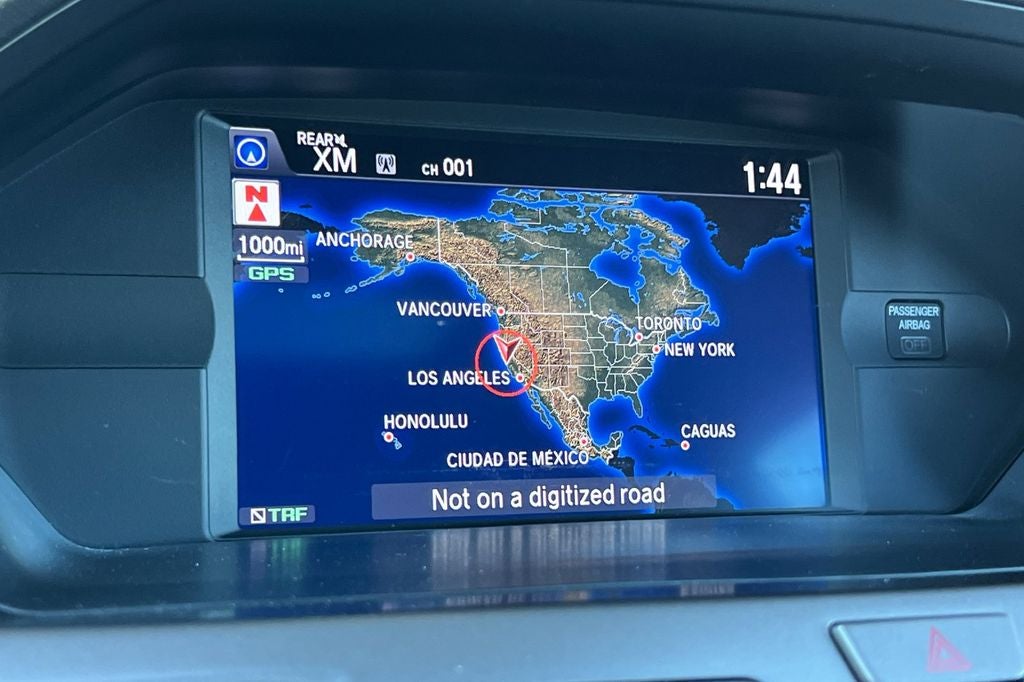 REAR
XM
CH 001
1:44
N
1000mi
GPS
ANCHORAGE
VANCOUVER
TORONTO
NEW YORK
LOS ANGELES
HONOLULU
CAGUAS
CIUDAD DE MÉXICO
Not on a digitized road
TRF
PASSENGER
AIRBAG
OFF